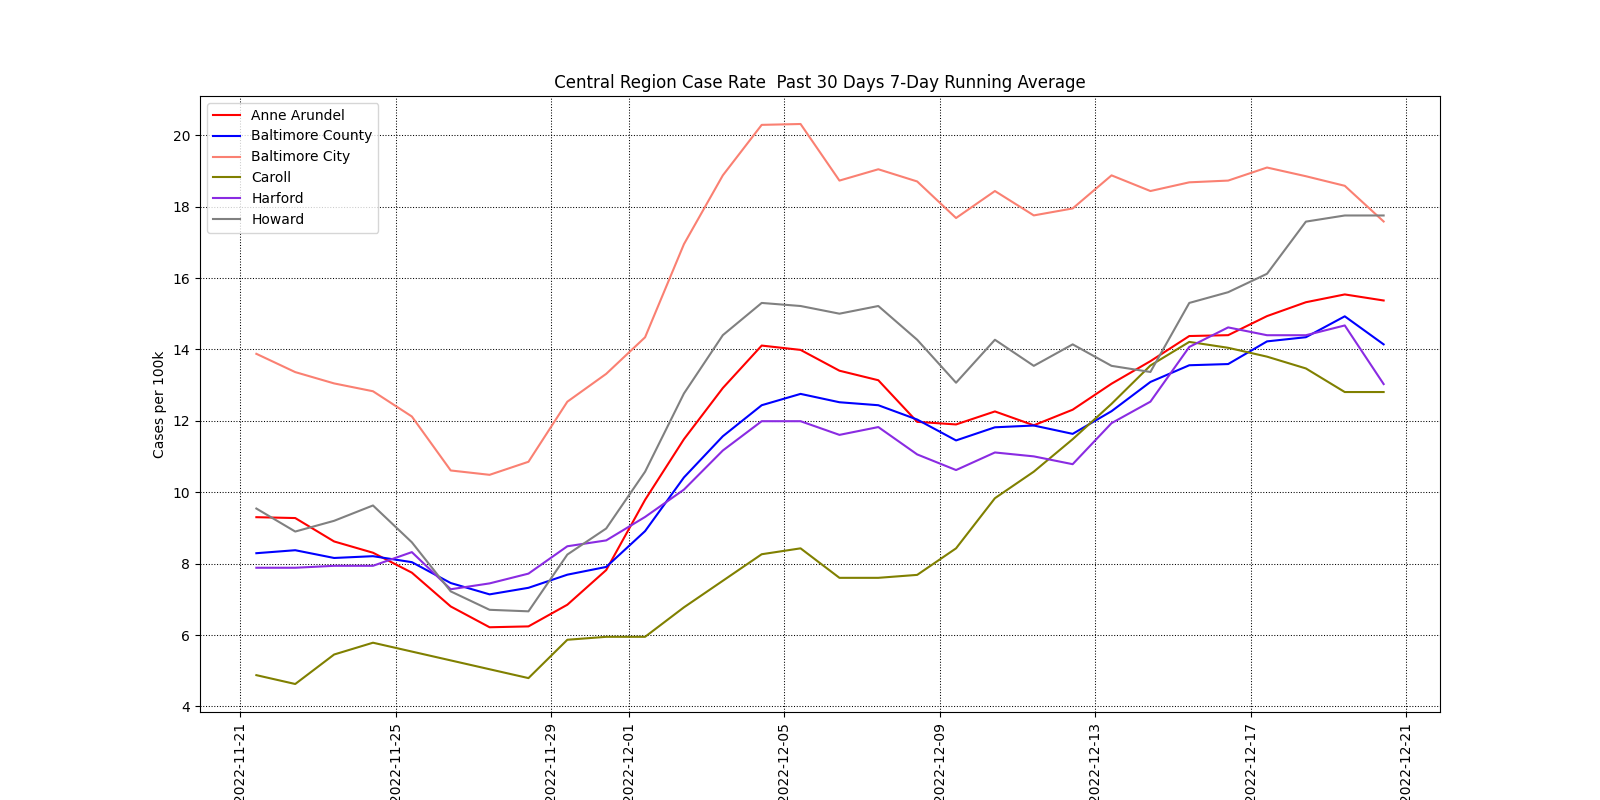 Central Region Case Rate  Past 30 Days 7-Day Running Average
Anne Arundel
Baltimore County
Baltimore City
Caroll
Harford
Howard
Cases per 100k
20
18
16
14
12
10
8
6
4
2022-11-21
2022-11-25
2022-11-29
2022-12-01
2022-12-05
2022-12-09
2022-12-13
2022-12-17
2022-12-21